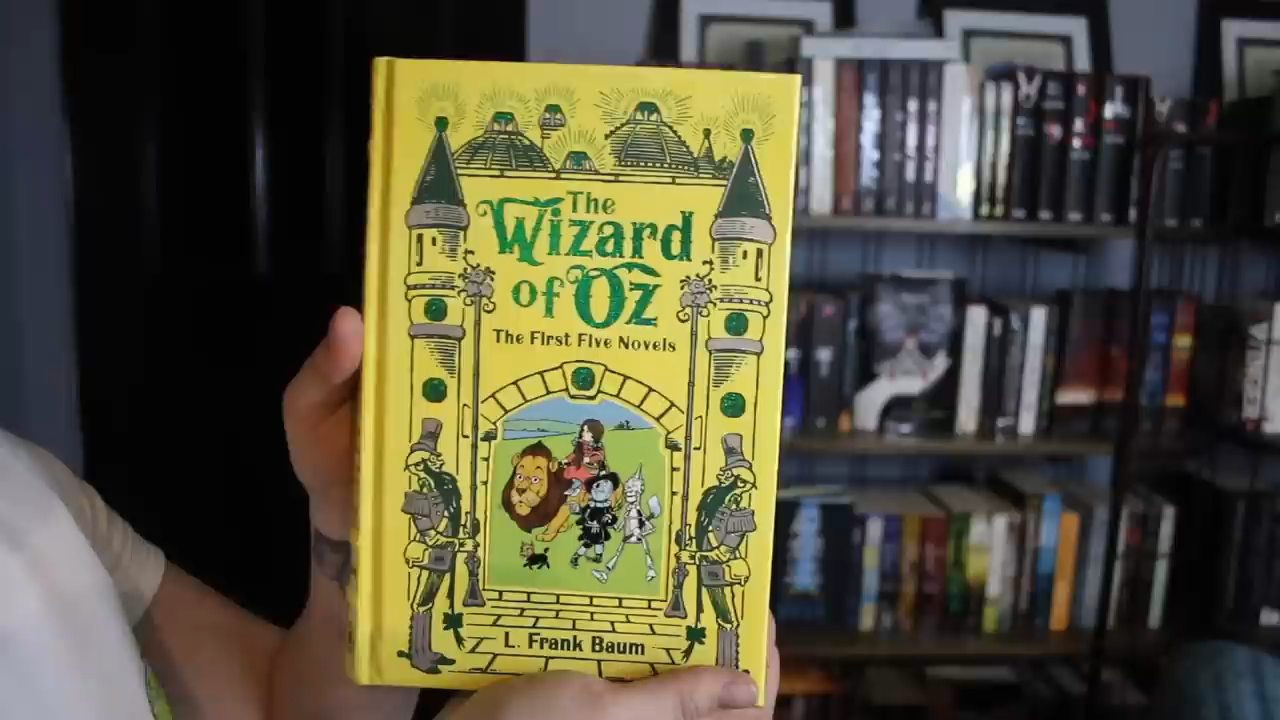 The
Wizard
of Oz
The First Five Novels
L. Frank Baum